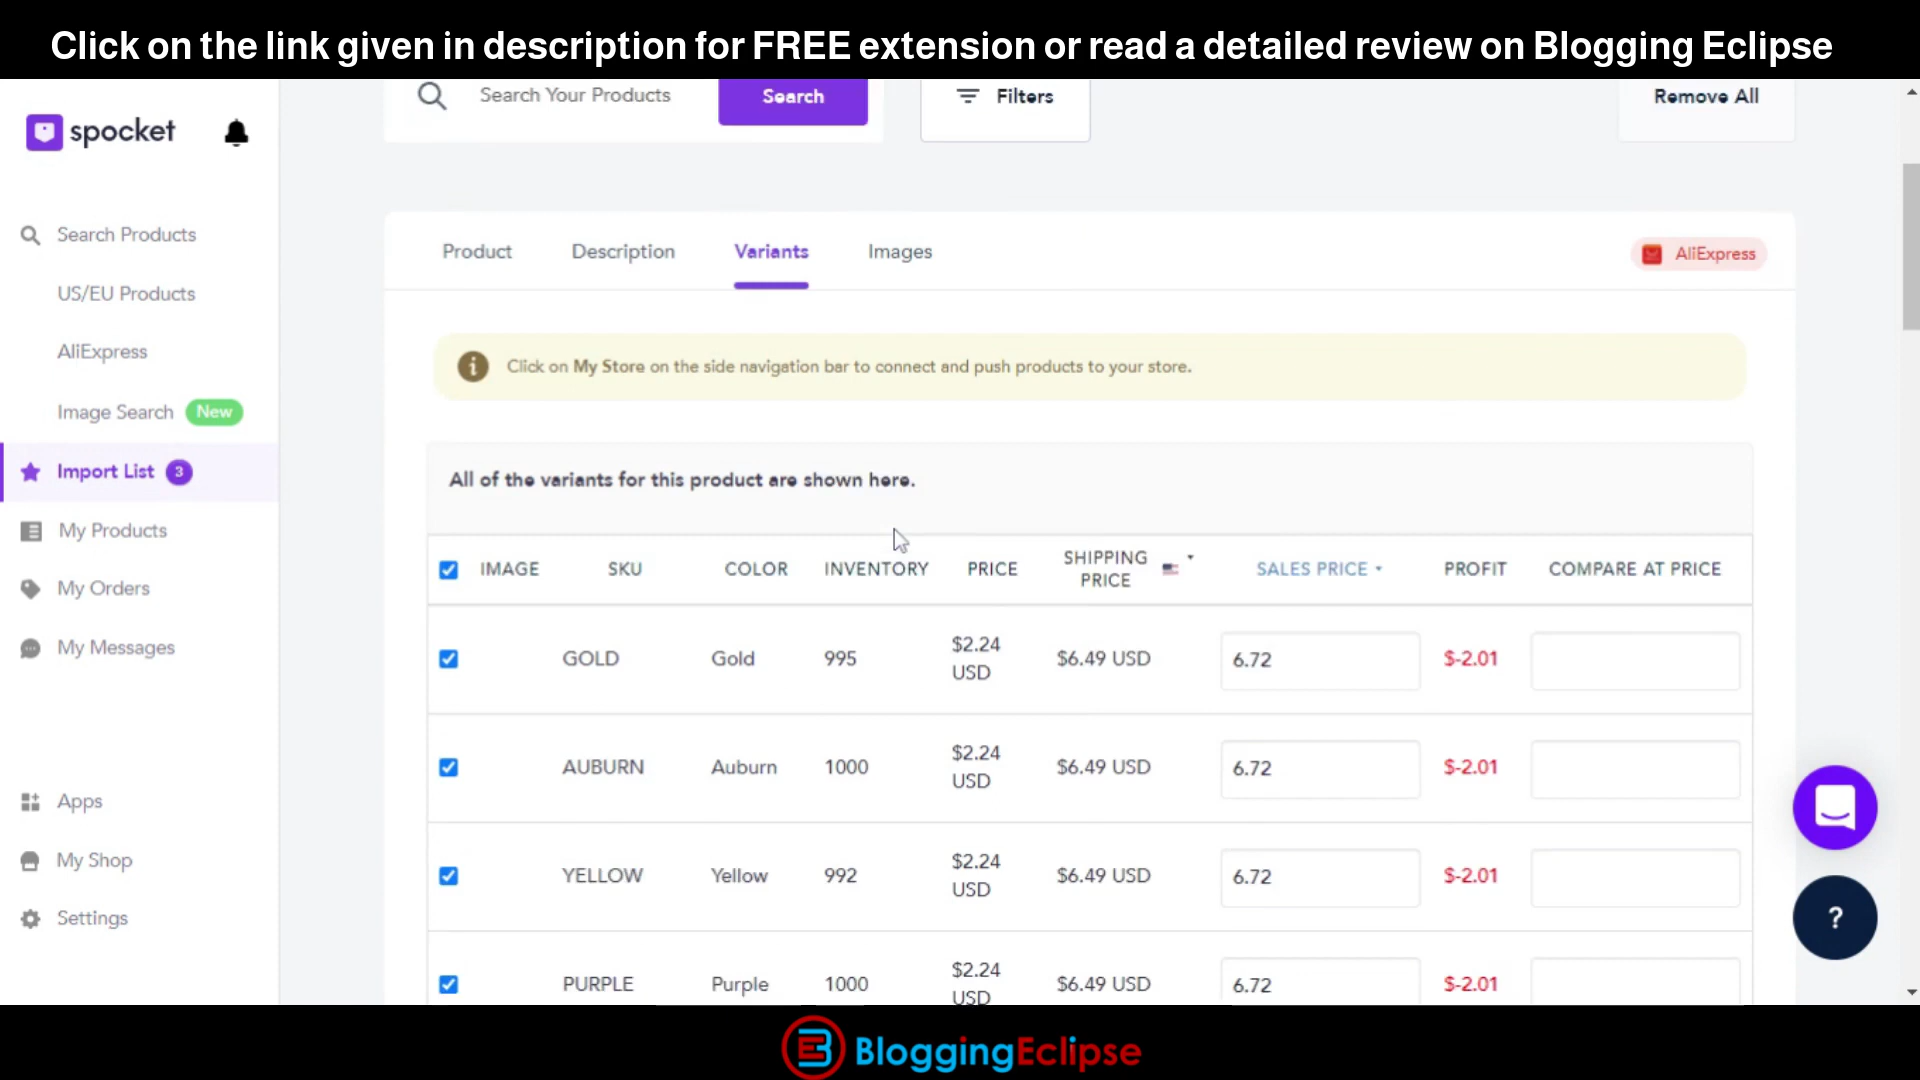 Click on the link given in description for FREE extension or read a detailed review on Blogging Eclipse
spocket
Search Products
US/EU Products
AliExpress
Image Search New
Import List 3
My Products
My Orders
My Messages
Apps
My Shop
Settings
Search Your Products Search Filters Remove All
Product Description Variants Images AliExpress
Click on My Store on the side navigation bar to connect and push products to your store.
All of the variants for this product are shown here.
IMAGE SKU COLOR INVENTORY PRICE SHIPPING PRICE SALES PRICE PROFIT COMPARE AT PRICE
GOLD Gold 995 $2.24 USD $6.49 USD 6.72 $-2.01
AUBURN Auburn 1000 $2.24 USD $6.49 USD 6.72 $-2.01
YELLOW Yellow 992 $2.24 USD $6.49 USD 6.72 $-2.01
PURPLE Purple 1000 $2.24 USD $6.49 USD 6.72 $-2.01
?
BloggingEclipse